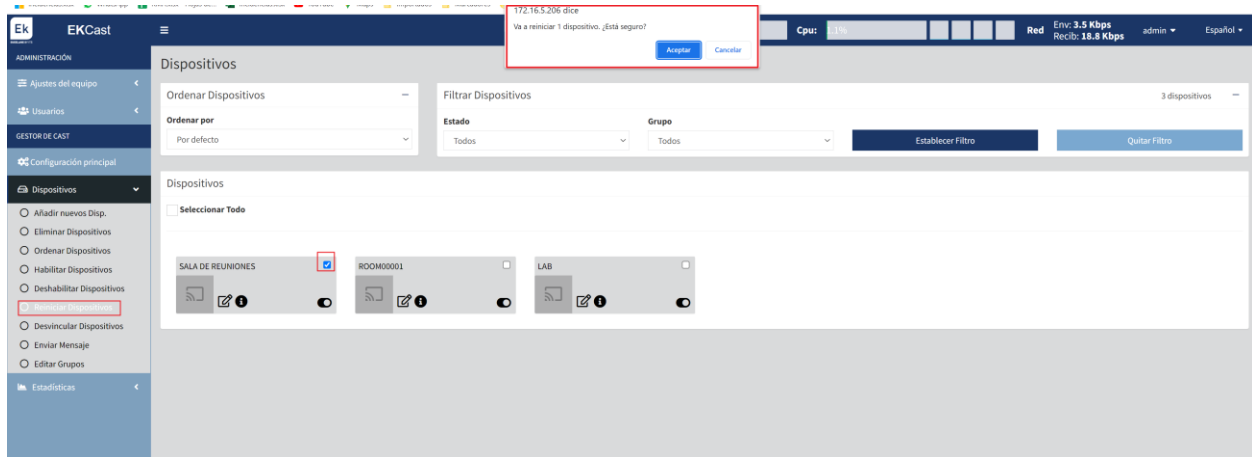 172.16.5.206 dice
Va a reiniciar 1 dispositivo. ¿Está seguro?
Aceptar Cancelar
Ek EKCast
Cpu: 1.1%
Red Env: 3.5 Kbps
Recib: 18.8 Kbps
admin
Español
ADMINISTRACIÓN
Ajustes del equipo
Usuarios
GESTOR DE CAST
Configuración principal
Dispositivos
Añadir nuevos Disp.
Eliminar Dispositivos
Ordenar Dispositivos
Habilitar Dispositivos
Deshabilitar Dispositivos
Reiniciar Dispositivos
Desvincular Dispositivos
Enviar Mensaje
Editar Grupos
Estadísticas
Dispositivos
Ordenar Dispositivos
Ordenar por
Por defecto
Filtrar Dispositivos 3 dispositivos
Estado Grupo
Todos Todos Establecer Filtro Quitar Filtro
Dispositivos
Seleccionar Todo
SALA DE REUNIONES ROOM00001 LAB